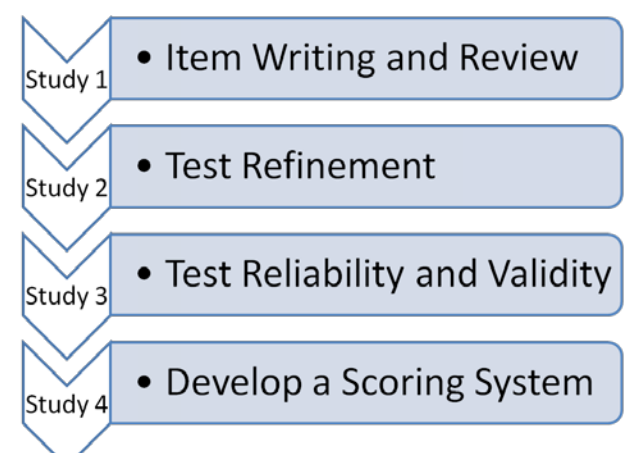 Study 1
• Item Writing and Review
Study 2
• Test Refinement
Study 3
• Test Reliability and Validity
Study 4
• Develop a Scoring System